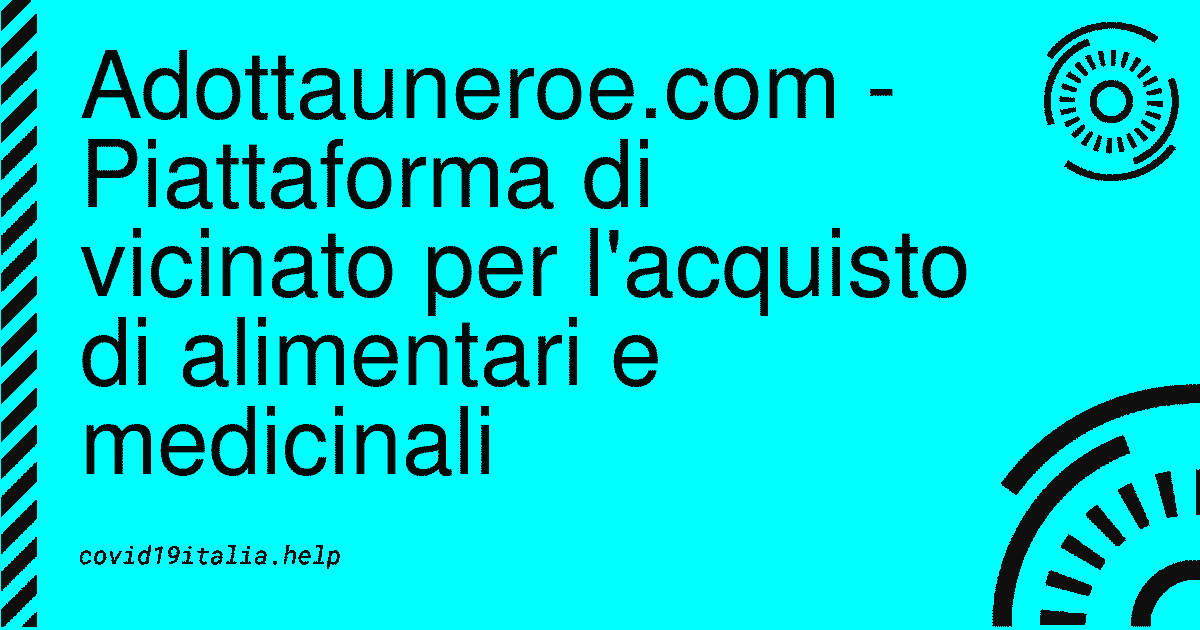 Adottauneroe.com -
Piattaforma di
vicinato per l'acquisto
di alimentari e
medicinali
covid19italia.help